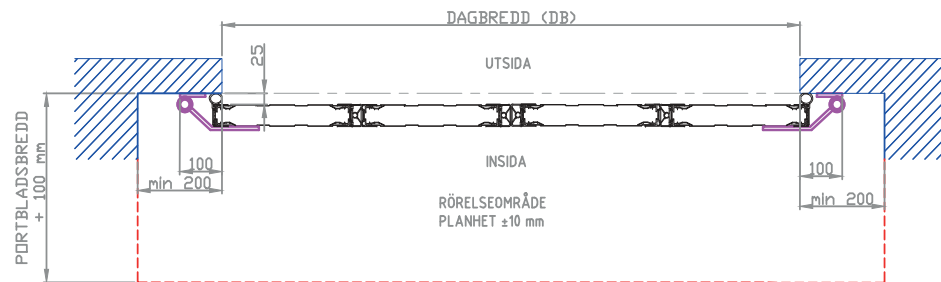 DAGBREDD (DB)
25
UTSIDA
INSIDA
100
min 200
100
min 200
RÖRELSEOMRÅDE
PLANHET ±10 mm
PORTBLADSBREDD
+ 100 mm